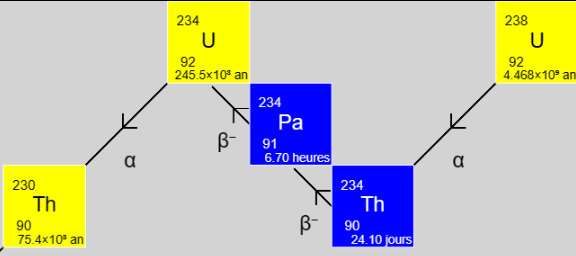 234
U
92
245.5×10³ an
238
U
92
4.468×10⁹ an
234
Pa
91
6.70 heures
β⁻
α
α
230
Th
90
75.4×10³ an
234
Th
90
24.10 jours
β⁻